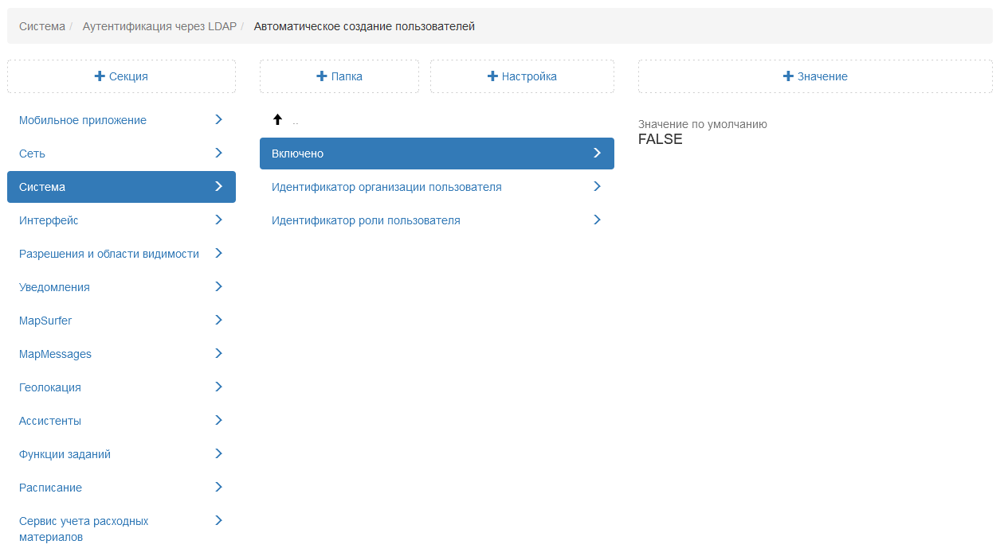 Система / Аутентификация через LDAP / Автоматическое создание пользователей
Секция
Папка
Настройка
Значение
Мобильное приложение
Сеть
Система
Интерфейс
Разрешения и области видимости
Уведомления
MapSurfer
MapMessages
Геолокация
Ассистенты
Функции заданий
Расписание
Сервис учета расходных
материалов
..
Включено
Идентификатор организации пользователя
Идентификатор роли пользователя
Значение по умолчанию
FALSE